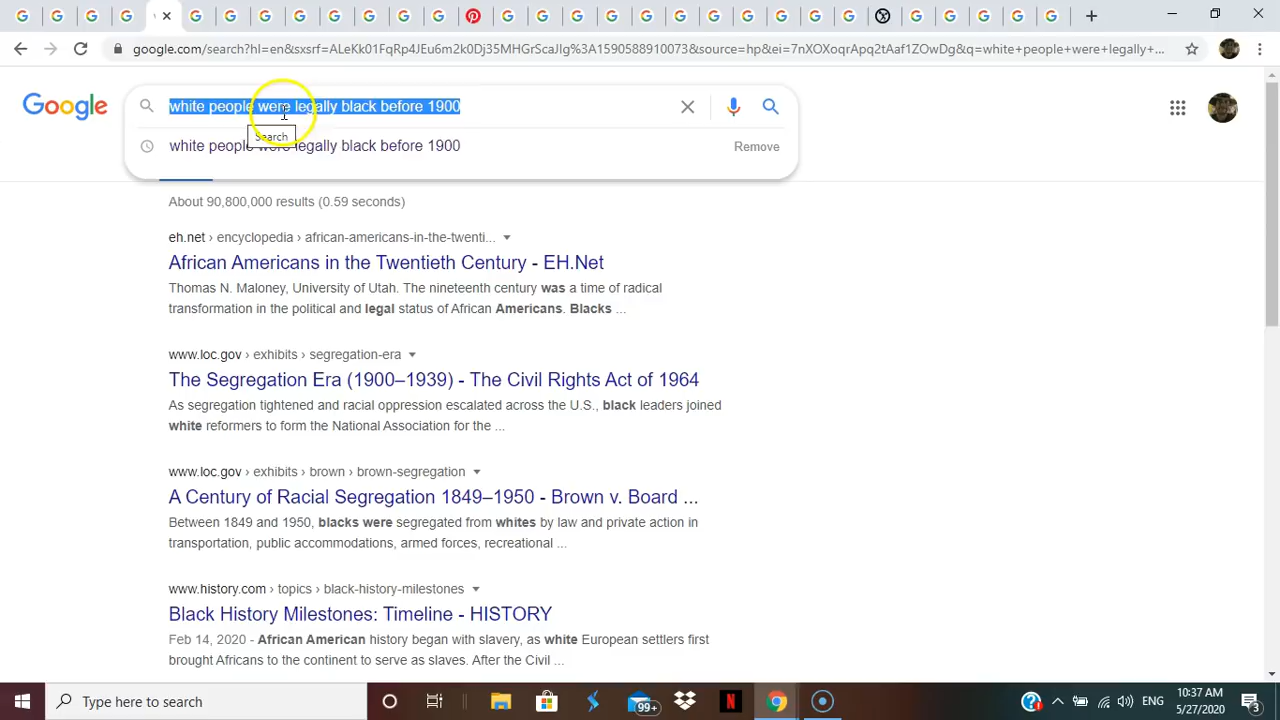 google.com/search?hl=en&sxsrf=ALeKk01FqRp4JEu6m2k0Dj35MHGrScaJIg%3A1590588910073&source=hp&ei=7nXOXoqrApq2tAaf1ZOwDg&q=white+people+were+legally+...
Google
white people were legally black before 1900
Search
white people were legally black before 1900
Remove
About 90,800,000 results (0.59 seconds)
eh.net › encyclopedia › african-americans-in-the-twenti...
African Americans in the Twentieth Century - EH.Net
Thomas N. Maloney, University of Utah. The nineteenth century was a time of radical
transformation in the political and legal status of African Americans. Blacks ...
www.loc.gov › exhibits › segregation-era
The Segregation Era (1900–1939) - The Civil Rights Act of 1964
As segregation tightened and racial oppression escalated across the U.S., black leaders joined
white reformers to form the National Association for the ...
www.loc.gov › exhibits › brown › brown-segregation
A Century of Racial Segregation 1849–1950 - Brown v. Board ...
Between 1849 and 1950, blacks were segregated from whites by law and private action in
transportation, public accommodations, armed forces, recreational ...
www.history.com › topics › black-history-milestones
Black History Milestones: Timeline - HISTORY
Feb 14, 2020 - African American history began with slavery, as white European settlers first
brought Africans to the continent to serve as slaves. After the Civil ...
Type here to search
99+
ENG
10:37 AM
5/27/2020
3